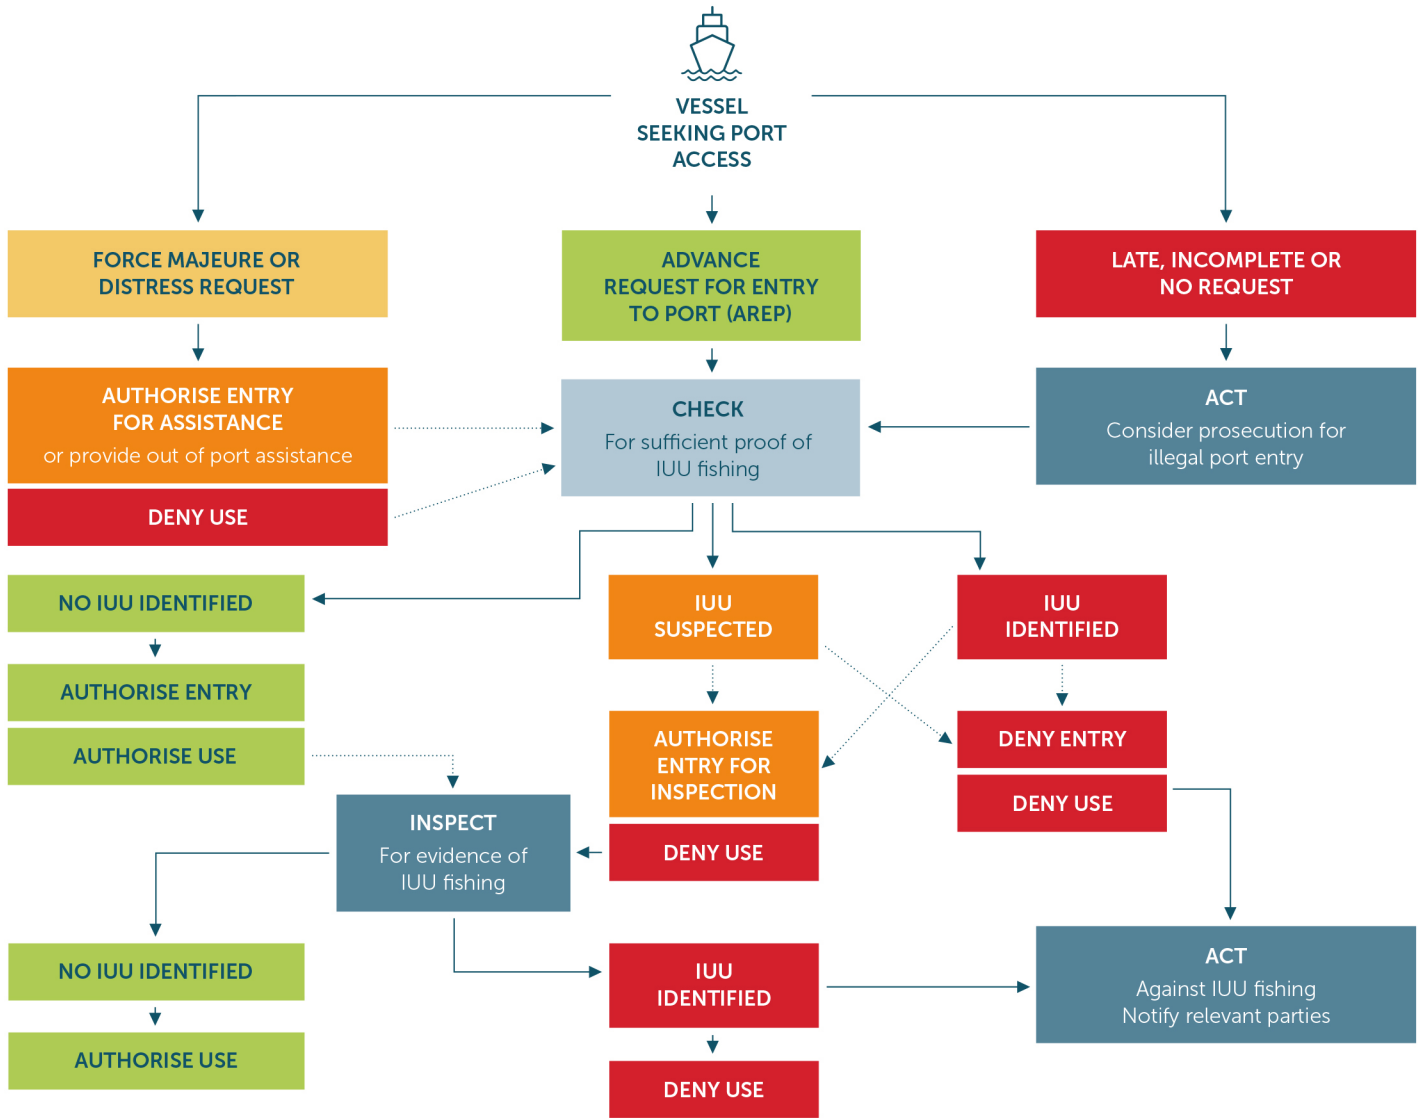 VESSEL
SEEKING PORT
ACCESS
FORCE MAJEURE OR
DISTRESS REQUEST
ADVANCE
REQUEST FOR ENTRY
TO PORT (AREP)
LATE, INCOMPLETE OR
NO REQUEST
AUTHORISE ENTRY
FOR ASSISTANCE
or provide out of port assistance
DENY USE
CHECK
For sufficient proof of
IUU fishing
ACT
Consider prosecution for
illegal port entry
NO IUU IDENTIFIED
AUTHORISE ENTRY
AUTHORISE USE
IUU
SUSPECTED
IUU
IDENTIFIED
AUTHORISE
ENTRY FOR
INSPECTION
DENY USE
DENY ENTRY
DENY USE
INSPECT
For evidence of
IUU fishing
NO IUU IDENTIFIED
AUTHORISE USE
IUU
IDENTIFIED
DENY USE
ACT
Against IUU fishing
Notify relevant parties